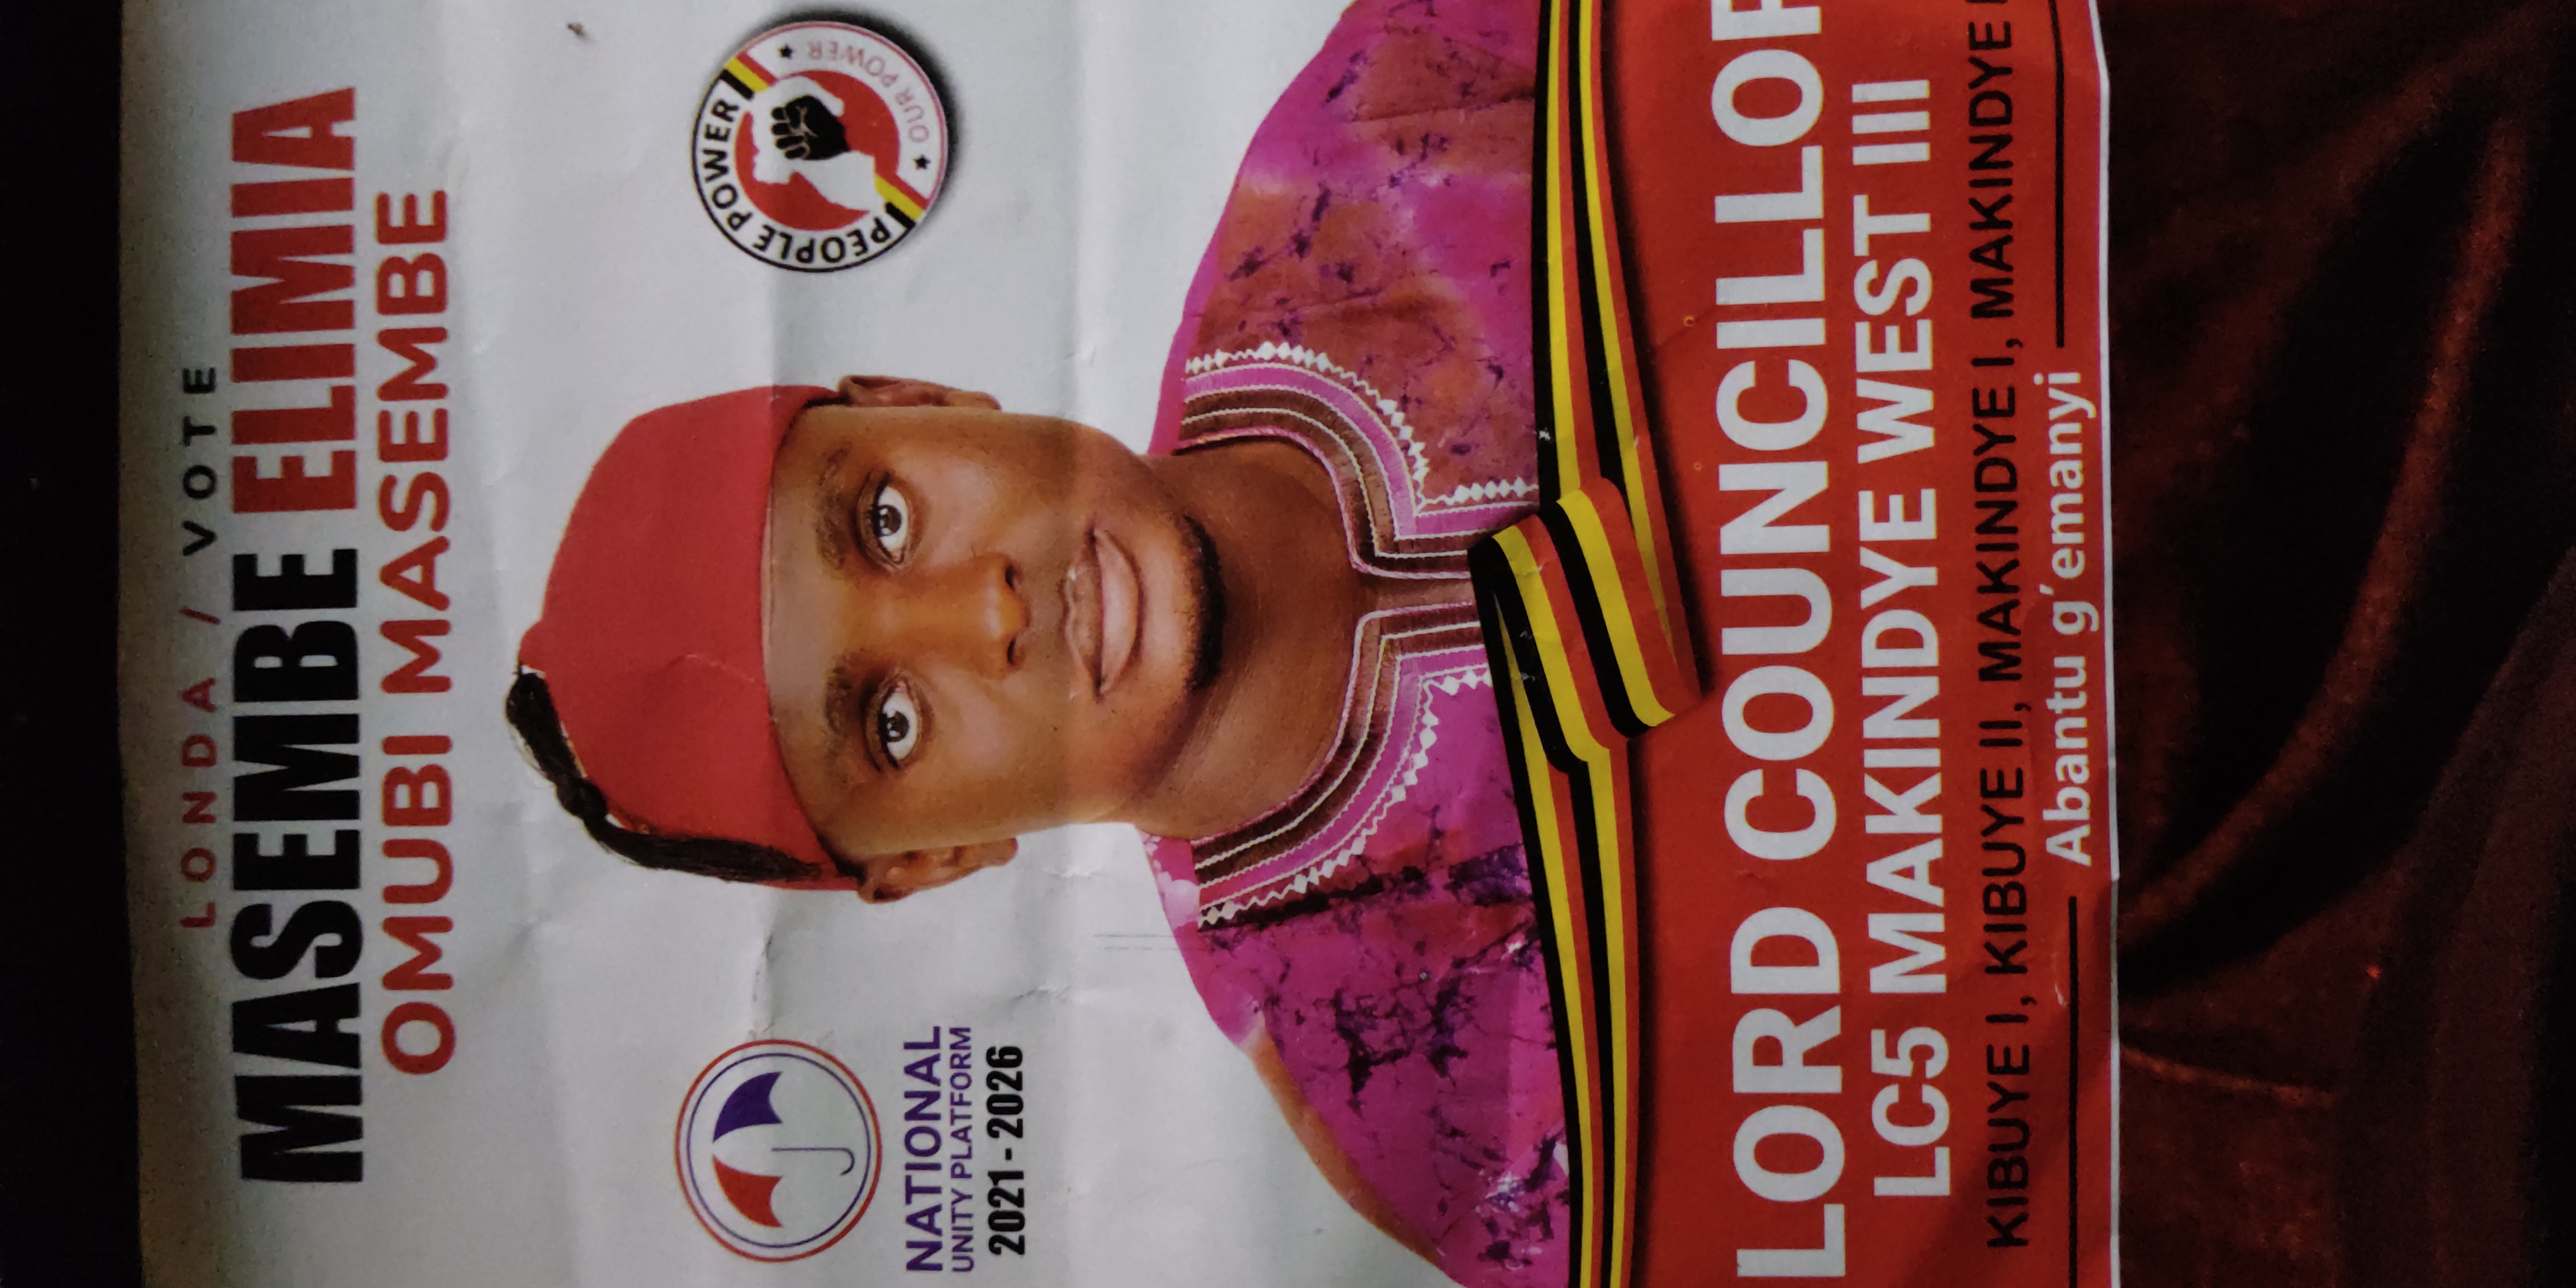 LONDA / VOTE
MASEMBE ELIMIA
OMUBI MASEMBE
NATIONAL
UNITY PLATFORM
2021 - 2026
PEOPLE POWER
OUR POWER
LORD COUNCILLOR
LC5 MAKINDYE WEST III
KIBUYE I, KIBUYE II, MAKINDYE I, MAKINDYE
Abantu g'emanyi